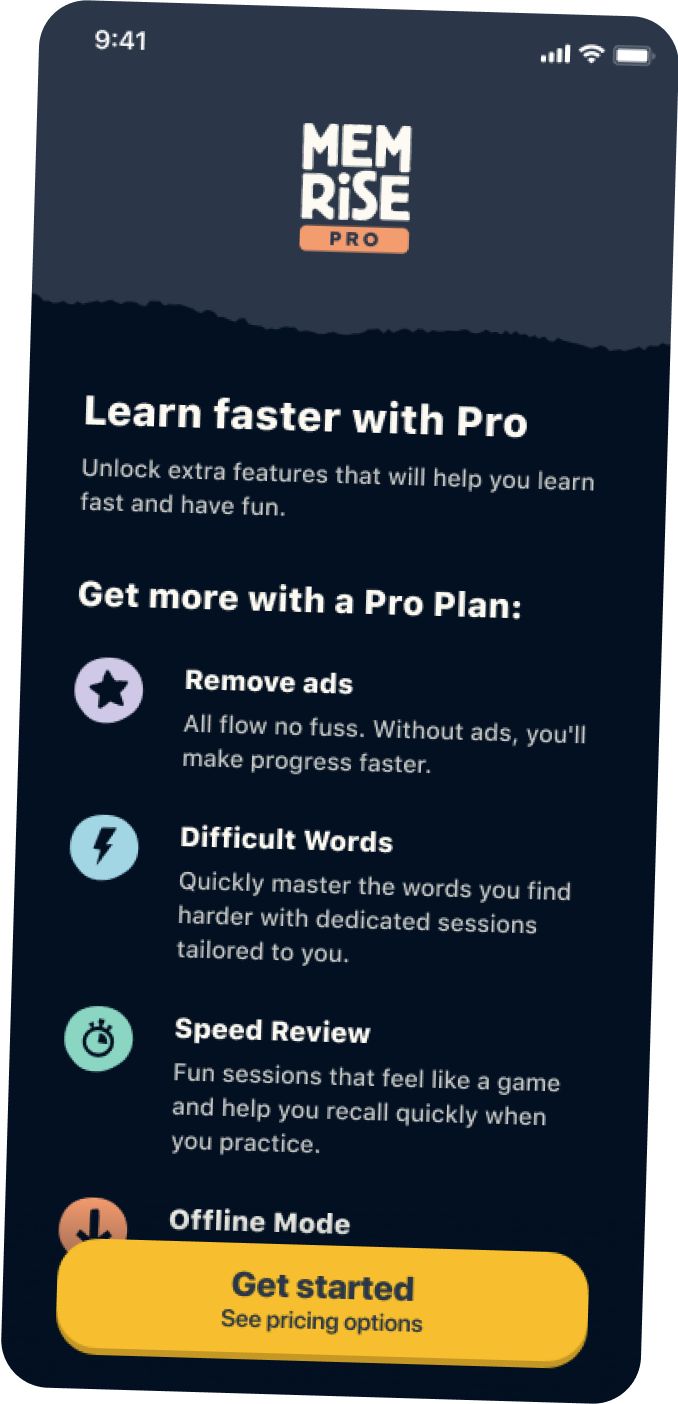 9:41
MEM
RiSE
PRO
Learn faster with Pro
Unlock extra features that will help you learn
fast and have fun.
Get more with a Pro Plan:
Remove ads
All flow no fuss. Without ads, you'll
make progress faster.
Difficult Words
Quickly master the words you find
harder with dedicated sessions
tailored to you.
Speed Review
Fun sessions that feel like a game
and help you recall quickly when
you practice.
Offline Mode
Get started
See pricing options